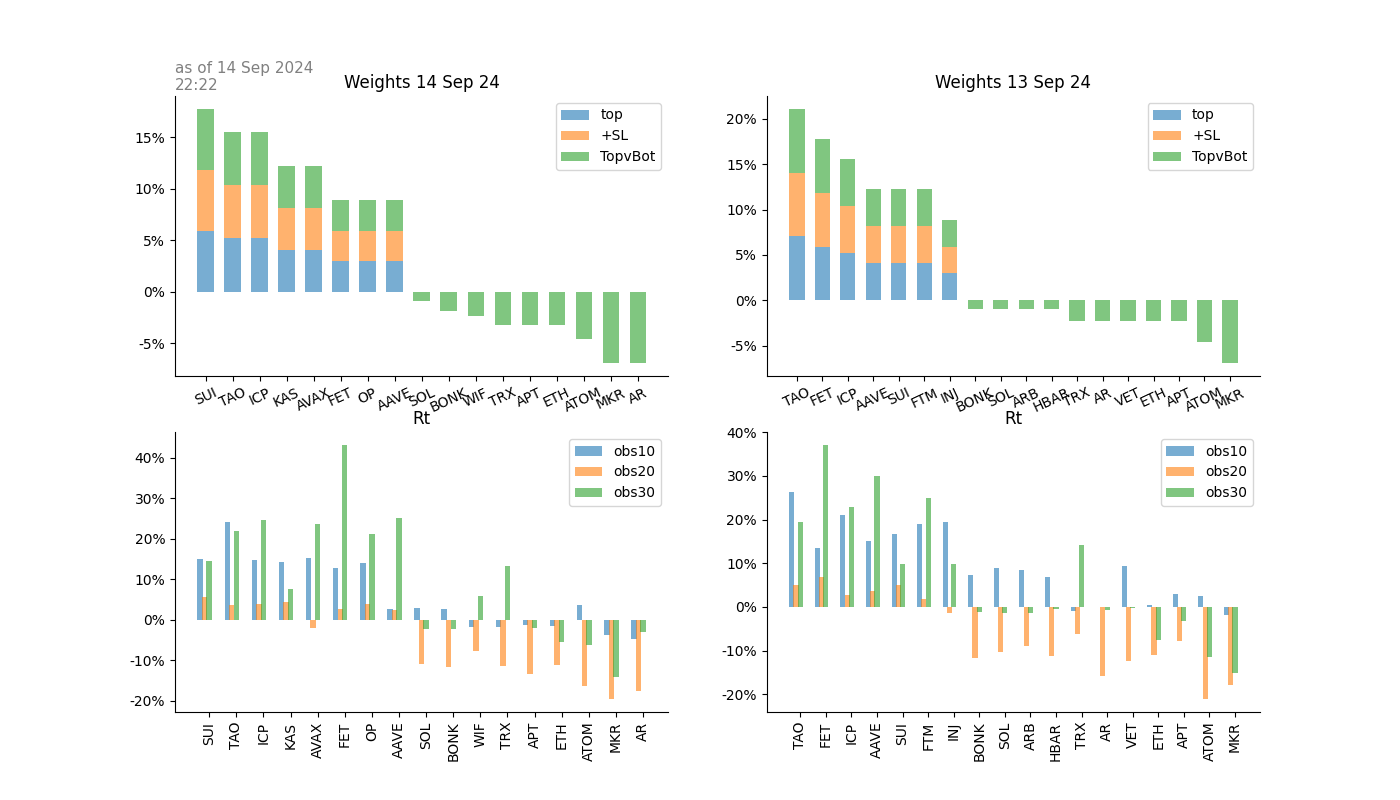 as of 14 Sep 2024
22:22
Weights 14 Sep 24
top
+SL
TopvBot
15%
10%
5%
0%
-5%
SUI TAO ICP KAS AVAX FET OP AAVE SOL BONK WIF TRX APT ETH ATOM MKR AR
Weights 13 Sep 24
top
+SL
TopvBot
20%
15%
10%
5%
0%
-5%
TAO FET ICP AAVE SUI FTM INJ BONK SOL ARB HBAR TRX AR VET ETH APT ATOM MKR
Rt
obs10
obs20
obs30
40%
30%
20%
10%
0%
-10%
-20%
SUI TAO ICP KAS AVAX FET OP AAVE SOL BONK WIF TRX APT ETH ATOM MKR AR
Rt
obs10
obs20
obs30
40%
30%
20%
10%
0%
-10%
-20%
TAO FET ICP AAVE SUI FTM INJ BONK SOL ARB HBAR TRX AR VET ETH APT ATOM MKR